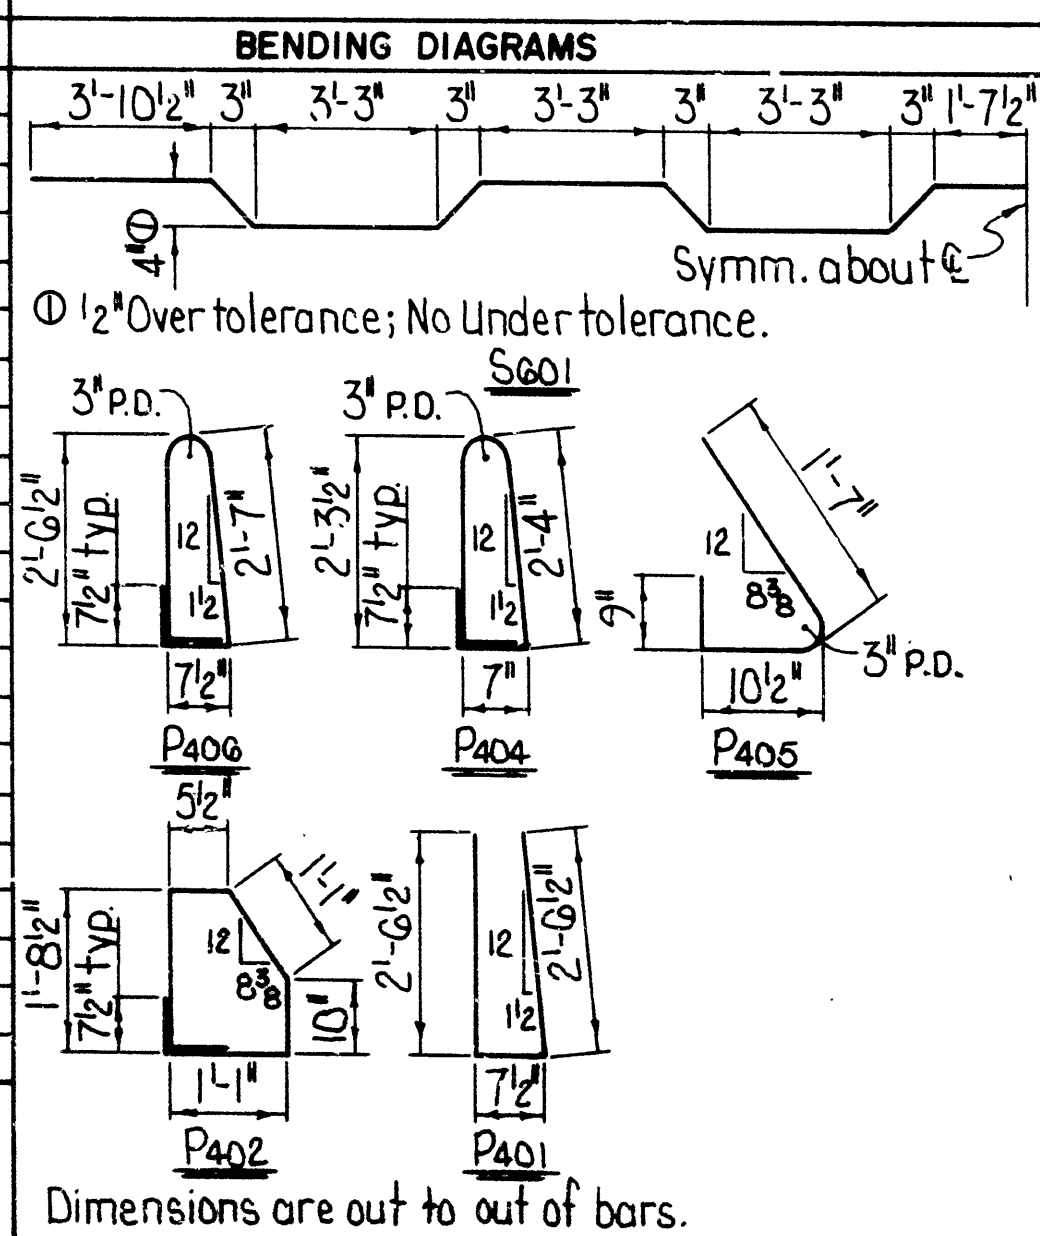 BENDING DIAGRAMS
3'-10½" 3" 3'-3" 3" 3'-3" 3" 3'-3" 3" 1'-7½"
4" ①
Symm. about ℄
① ½" Over tolerance; No Under tolerance.
S601
3" P.D.
2'-6½"
7½" typ.
12
1½
2'-7"
7½"
P406
3" P.D.
2'-3½"
7½" typ.
12
1½
2'-4"
7"
P404
1'-7"
12
8⅜
9"
3" P.D.
10½"
P405
5½"
1'-1"
1'-8½"
7½" typ.
12
8⅜
10"
1'-1"
P402
2'-6½"
12
1½
2'-6½"
7½"
P401
Dimensions are out to out of bars.